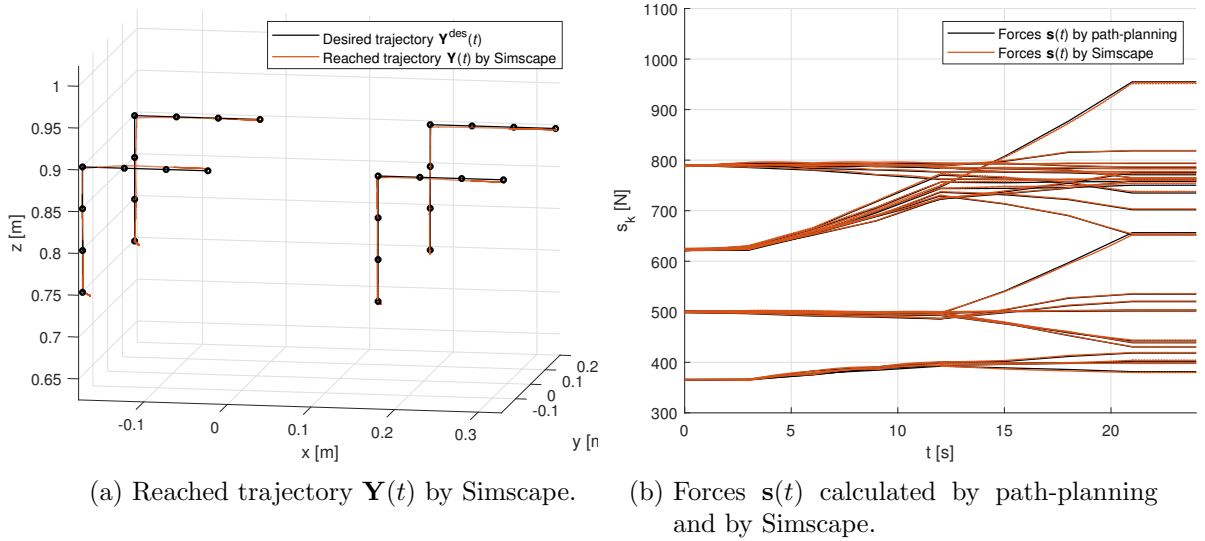 Desired trajectory Y^des(t)
Reached trajectory Y(t) by Simscape
1
0.95
0.9
0.85
0.8
0.75
0.7
0.65
z [m]
-0.1
0
0.1
0.2
0.3
x [m]
0.2
0.1
0
-0.1
y [m
Forces s(t) by path-planning
Forces s(t) by Simscape
1100
1000
900
800
700
600
500
400
300
s_k [N]
0
5
10
15
20
t [s]
(a) Reached trajectory Y(t) by Simscape.
(b) Forces s(t) calculated by path-planning
and by Simscape.